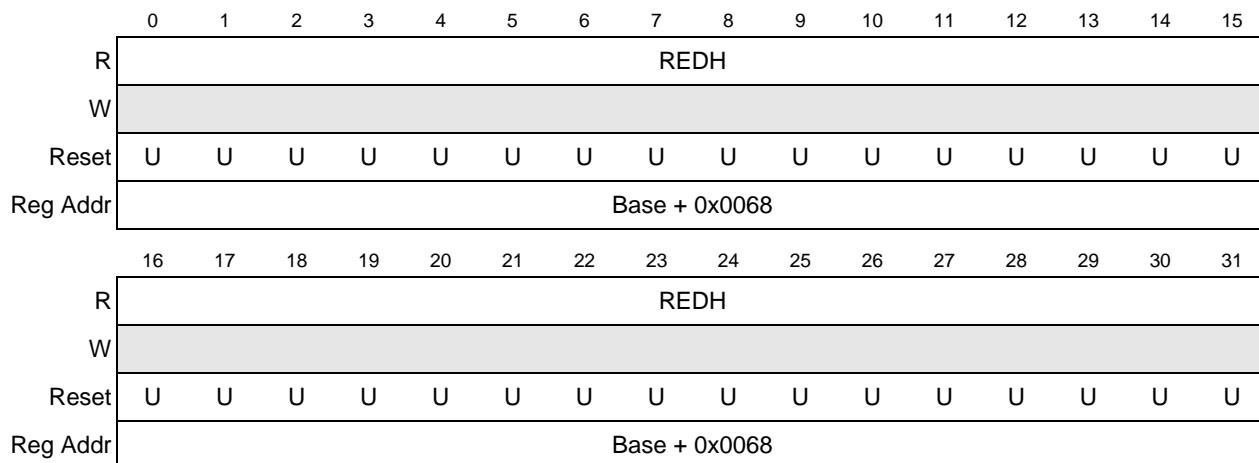 0 1 2 3 4 5 6 7 8 9 10 11 12 13 14 15
R REDH
W
Reset U U U U U U U U U U U U U U U U
Reg Addr Base + 0x0068
16 17 18 19 20 21 22 23 24 25 26 27 28 29 30 31
R REDH
W
Reset U U U U U U U U U U U U U U U U
Reg Addr Base + 0x0068